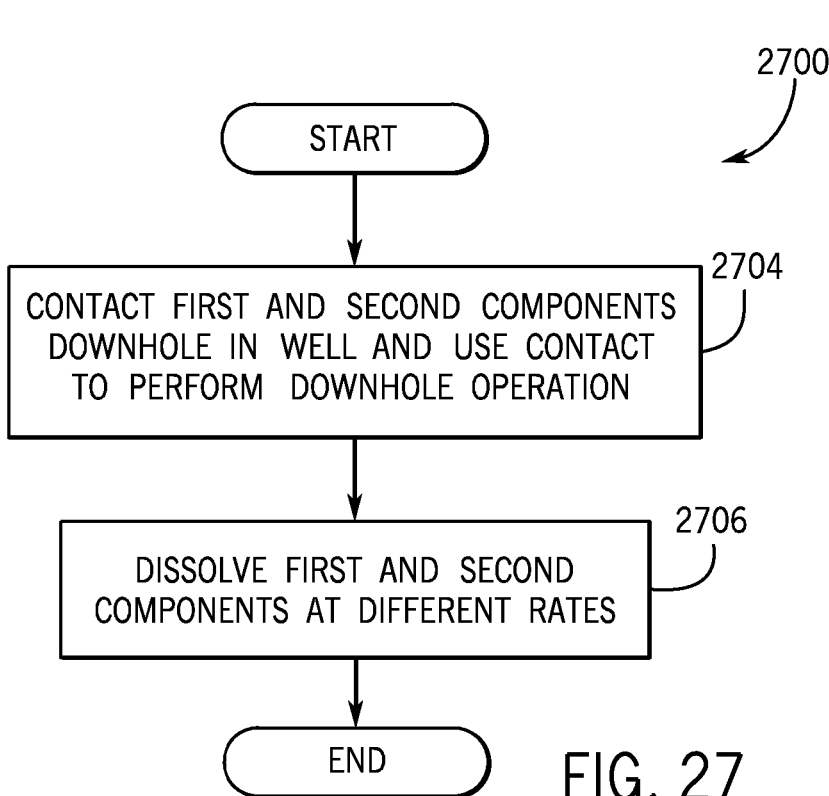 2700
START
2704
CONTACT FIRST AND SECOND COMPONENTS
DOWNHOLE IN WELL AND USE CONTACT
TO PERFORM DOWNHOLE OPERATION
2706
DISSOLVE FIRST AND SECOND
COMPONENTS AT DIFFERENT RATES
END
FIG. 27